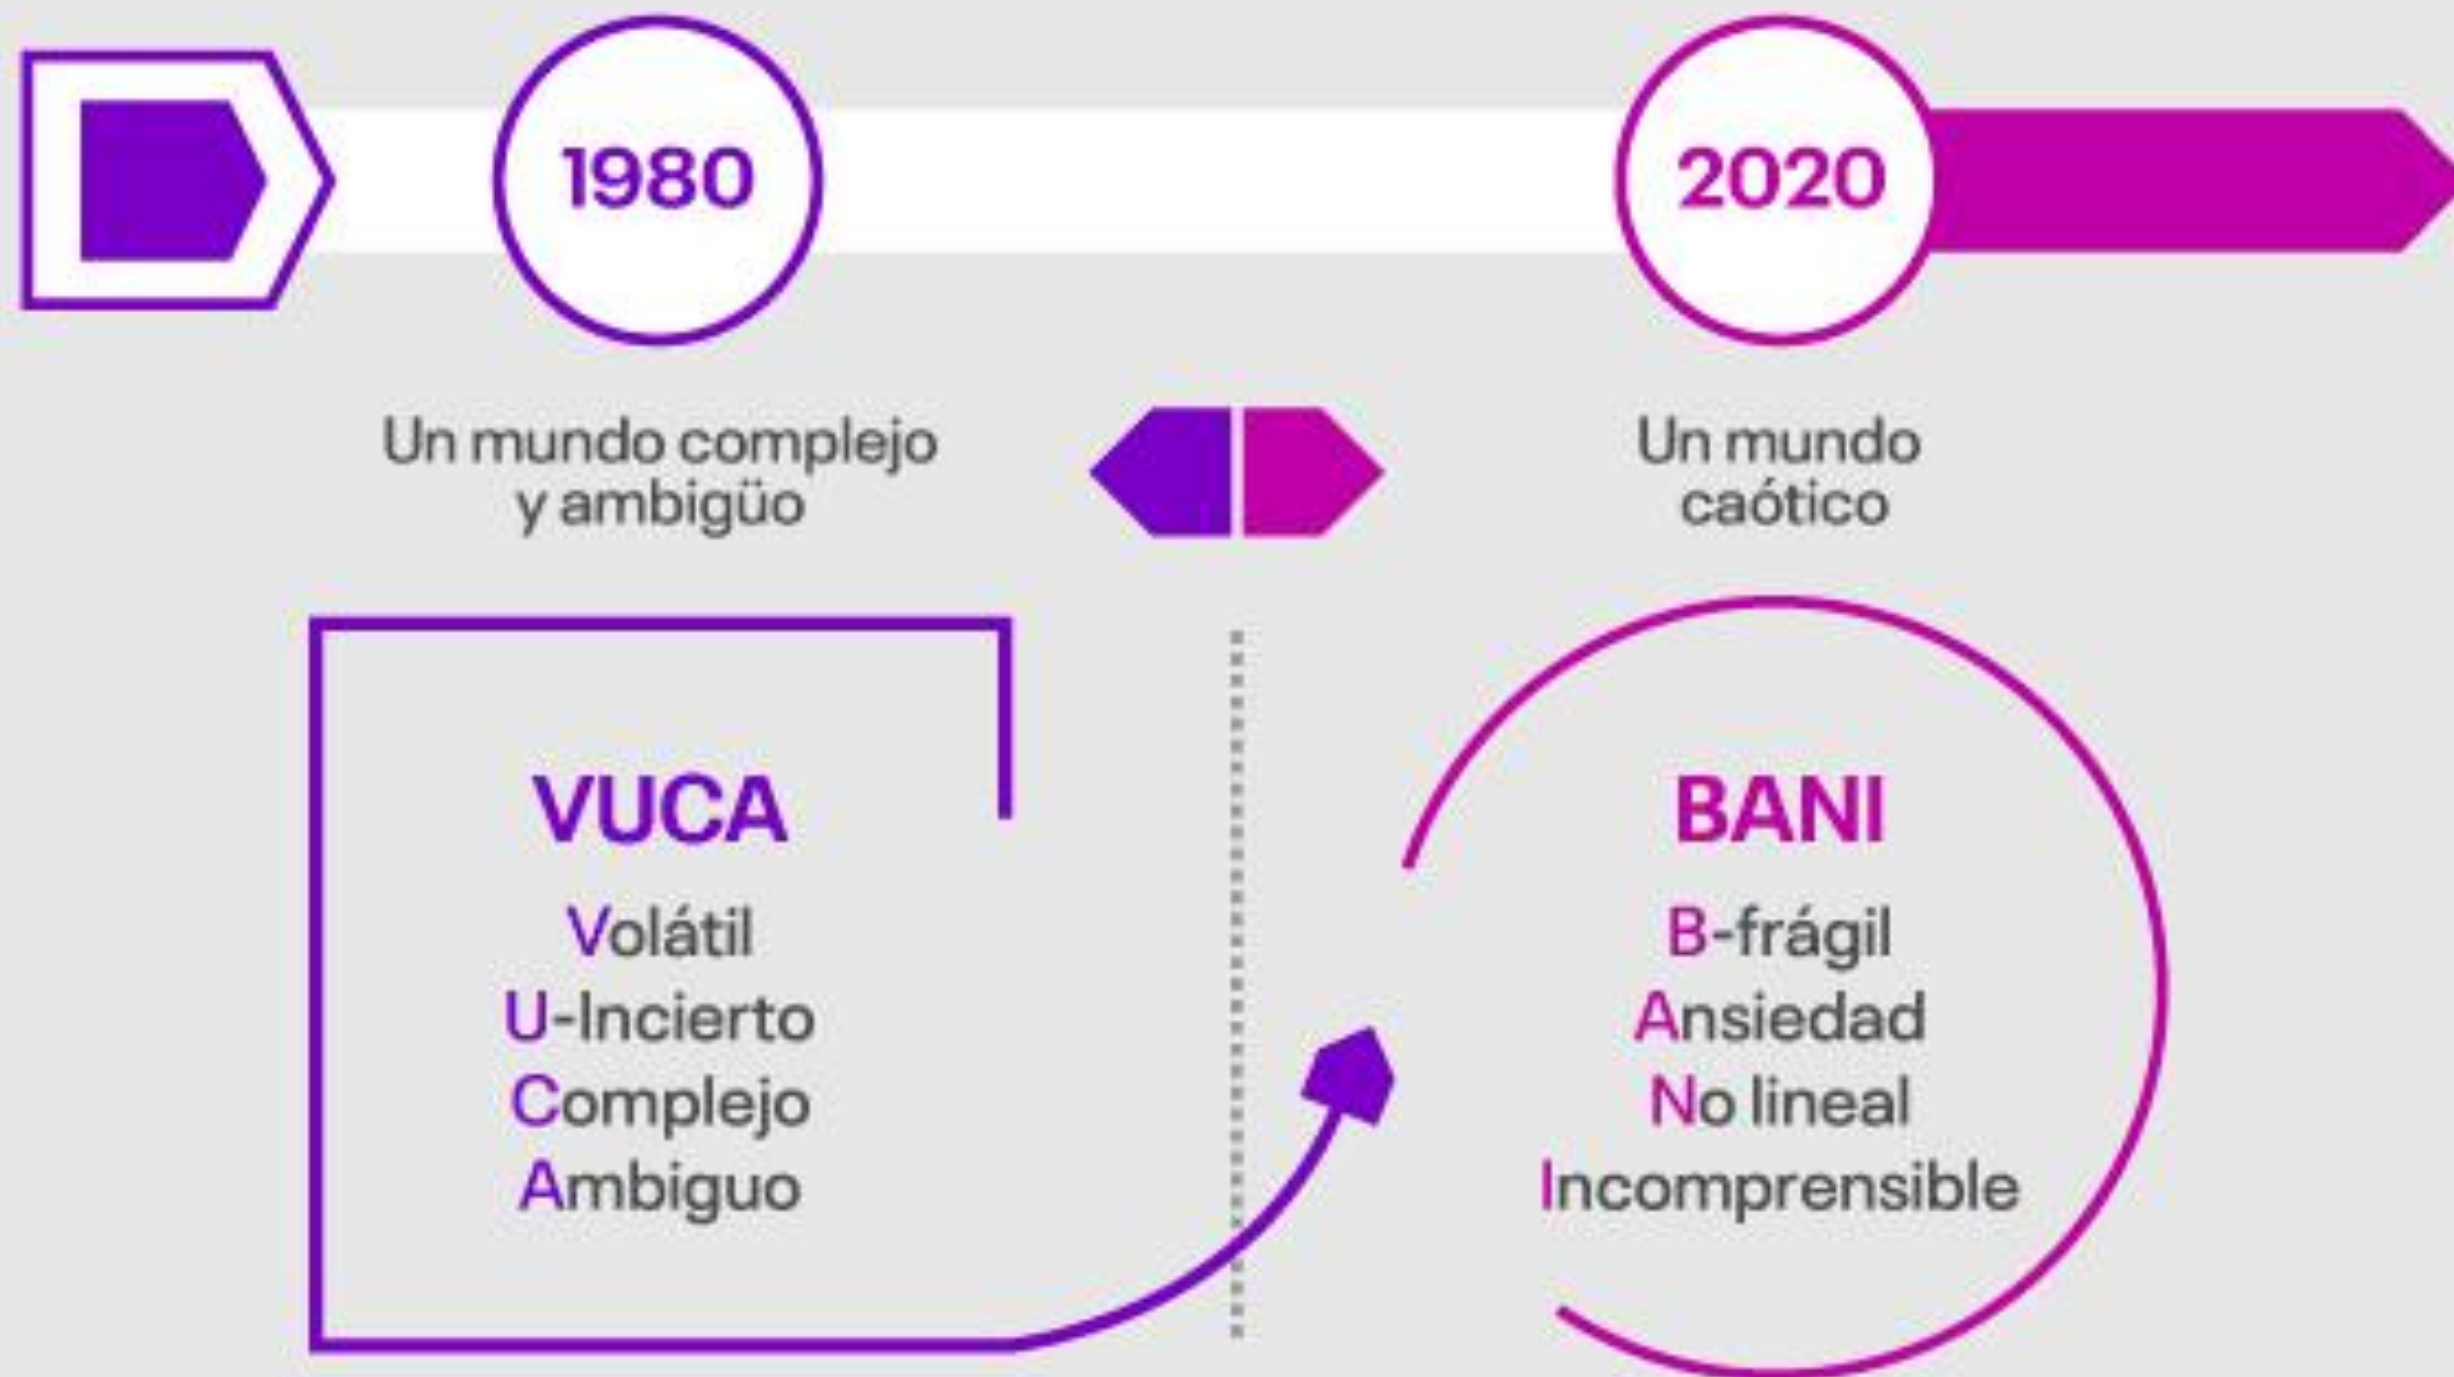 1980
2020
Un mundo complejo
y ambigüo
Un mundo
caótico
VUCA
Volátil
U-Incierto
Complejo
Ambiguo
BANI
B-frágil
Ansiedad
No lineal
Incomprensible